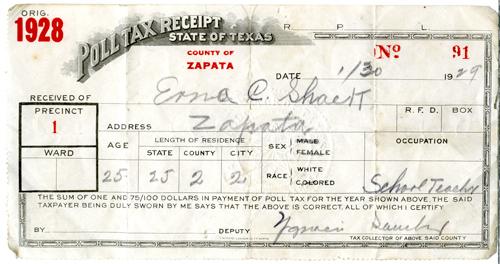 ORIG.
1928
POLL TAX RECEIPT
STATE OF TEXAS
R P L
COUNTY OF
ZAPATA
No 91
DATE 1/30 1929
RECEIVED OF Erna C.
R. F. D. BOX
PRECINCT
1
ADDRESS Zapata
WARD
AGE LENGTH OF RESIDENCE SEX MALE OCCUPATION
STATE COUNTY CITY FEMALE
25 25 2 2 RACE WHITE School Teacher
COLORED
THE SUM OF ONE AND 75/100 DOLLARS IN PAYMENT OF POLL TAX FOR THE YEAR SHOWN ABOVE, THE SAID
TAXPAYER BEING DULY SWORN BY ME SAYS THAT THE ABOVE IS CORRECT, ALL OF WHICH I CERTIFY
BY DEPUTY
TAX COLLECTOR OF ABOVE SAID COUNTY